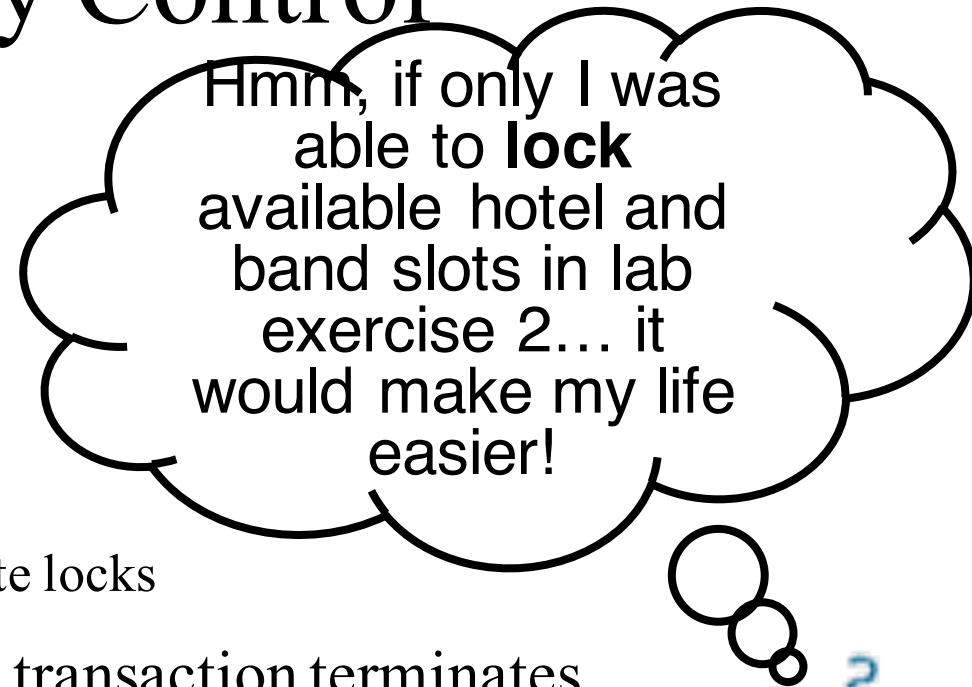 y Control
Hmm, if only I was
able to lock
available hotel and
band slots in lab
exercise 2... it
would make my life
easier!
te locks
transaction terminates
?